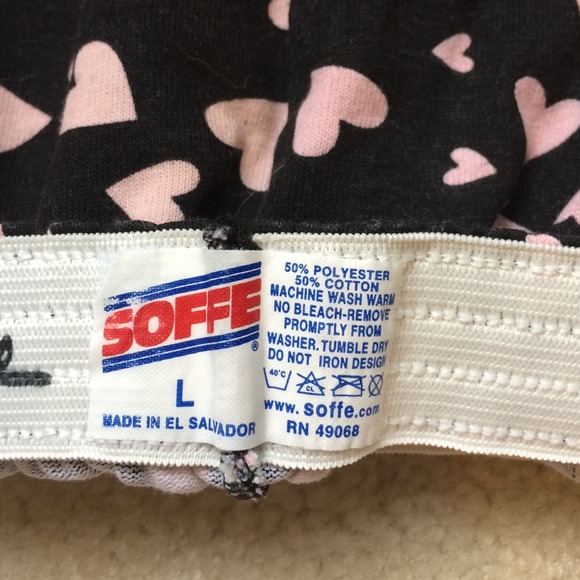 SOFFE
®
L
MADE IN EL SALVADOR
50% POLYESTER
50% COTTON
MACHINE WASH WARM
NO BLEACH-REMOVE
PROMPTLY FROM
WASHER. TUMBLE DRY
DO NOT IRON DESIGN
40°C
CL
www. soffe.com
RN 49068